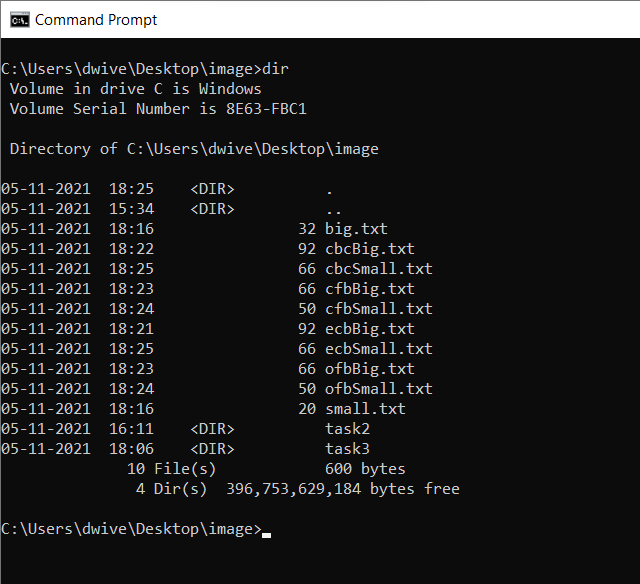 Command Prompt
C:\Users\dwive\Desktop\image>dir
 Volume in drive C is Windows
 Volume Serial Number is 8E63-FBC1
 Directory of C:\Users\dwive\Desktop\image
05-11-2021  18:25    <DIR>          .
05-11-2021  15:34    <DIR>          ..
05-11-2021  18:16                32 big.txt
05-11-2021  18:22                92 cbcBig.txt
05-11-2021  18:25                66 cbcSmall.txt
05-11-2021  18:23                66 cfbBig.txt
05-11-2021  18:24                50 cfbSmall.txt
05-11-2021  18:21                92 ecbBig.txt
05-11-2021  18:25                66 ecbSmall.txt
05-11-2021  18:23                66 ofbBig.txt
05-11-2021  18:24                50 ofbSmall.txt
05-11-2021  18:16                20 small.txt
05-11-2021  16:11    <DIR>          task2
05-11-2021  18:06    <DIR>          task3
              10 File(s)            600 bytes
               4 Dir(s)  396,753,629,184 bytes free
C:\Users\dwive\Desktop\image>